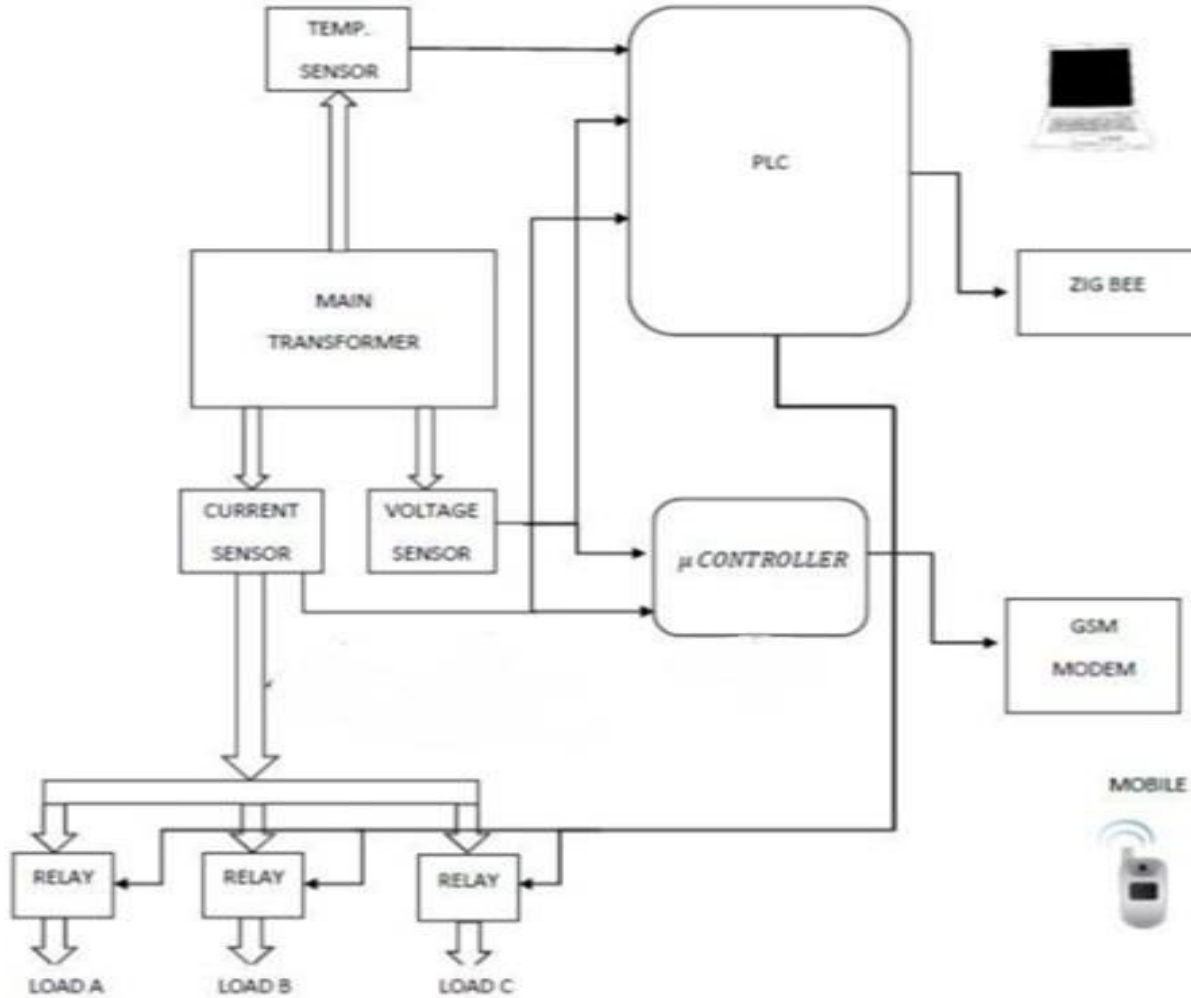 TEMP.
SENSOR
PLC
MAIN
TRANSFORMER
ZIG BEE
CURRENT
SENSOR
VOLTAGE
SENSOR
μ CONTROLLER
GSM
MODEM
MOBILE
RELAY
RELAY
RELAY
LOAD A
LOAD B
LOAD C